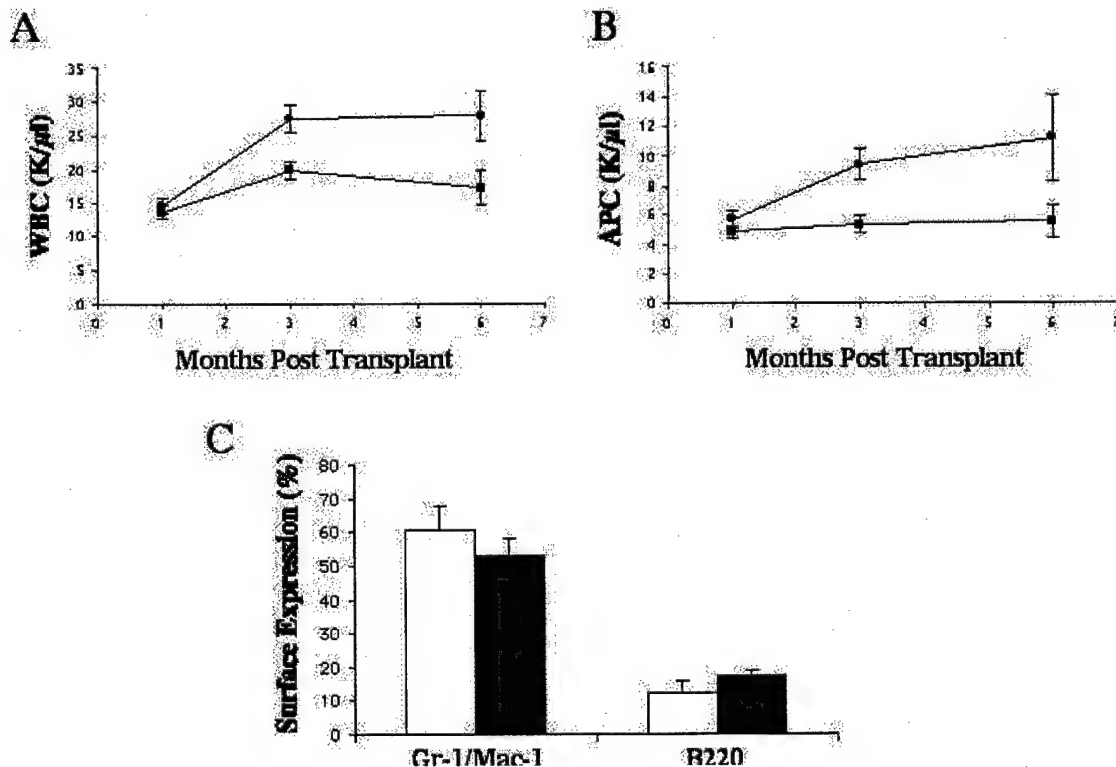 A
WBC (K/µl)
35
30
25
20
15
10
5
0
0 1 2 3 4 5 6 7
Months Post Transplant
B
APC (K/µl)
16
14
12
10
8
6
4
2
0
0 1 2 3 4 5 6 7
Months Post Transplant
C
Surface Expression (%)
80
70
60
50
40
30
20
10
0
Gr-1/Mac-1 B220